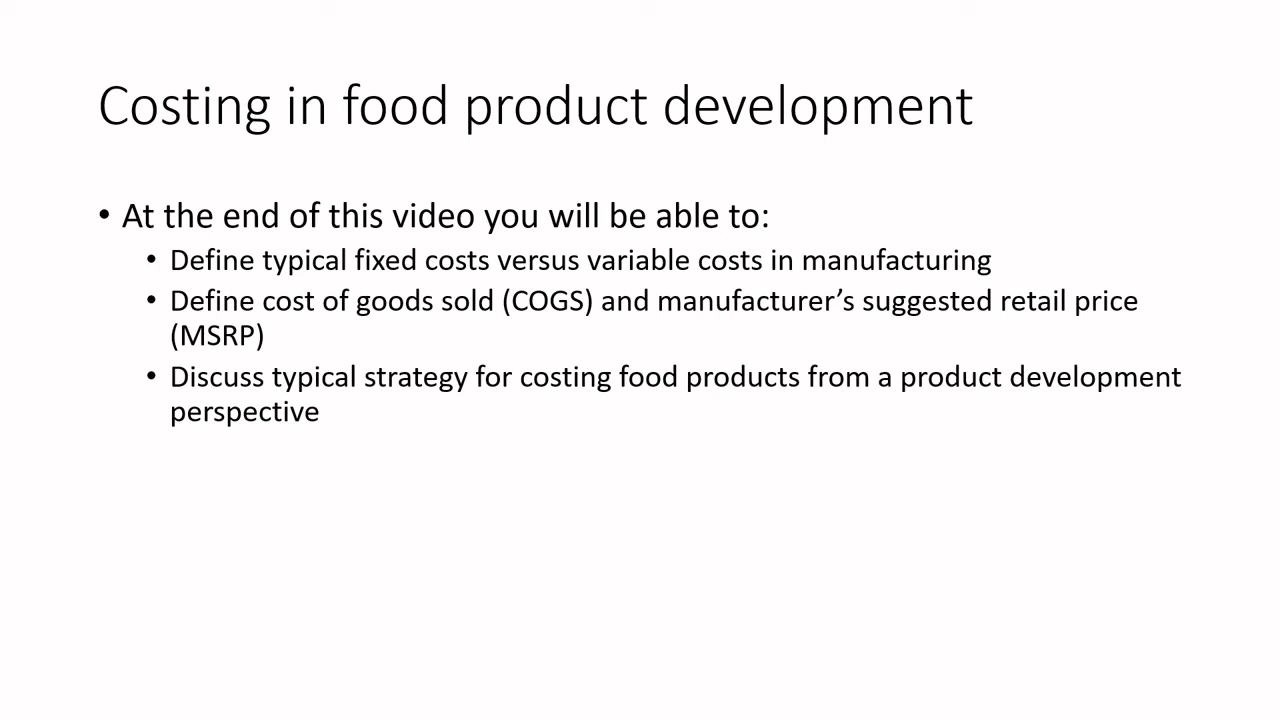 Costing in food product development
• At the end of this video you will be able to:
• Define typical fixed costs versus variable costs in manufacturing
• Define cost of goods sold (COGS) and manufacturer’s suggested retail price
(MSRP)
• Discuss typical strategy for costing food products from a product development
perspective